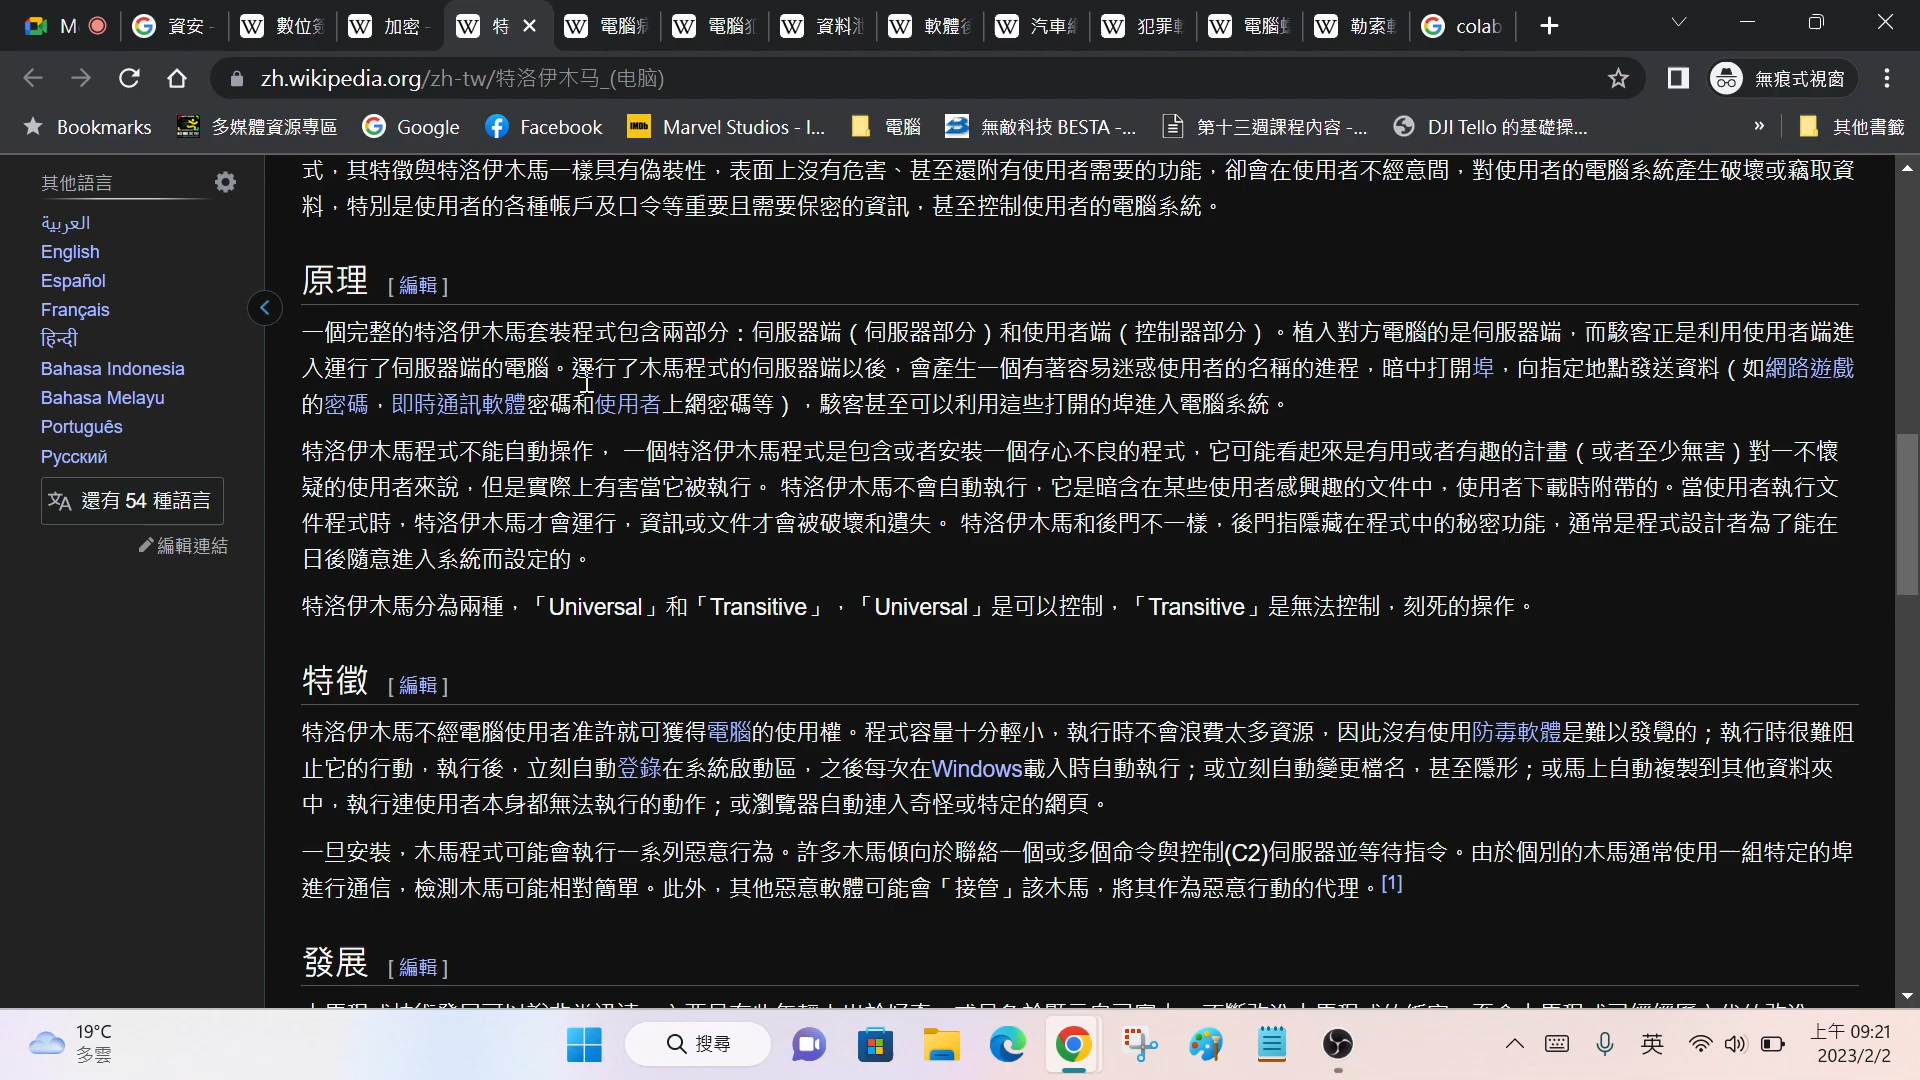 M
資安 -
數位簽
加密 -
特
電腦病
電腦犯
資料泄
軟體後
汽車網
犯罪軟
電腦蠕
勒索軟
colab
zh.wikipedia.org/zh-tw/特洛伊木马_(电脑)
無痕式視窗
Bookmarks
多媒體資源專區
Google
Facebook
Marvel Studios - I...
電腦
無敵科技 BESTA -...
第十三週課程內容 -...
DJI Tello 的基礎操...
»
其他書籤
其他語言
العربية
English
Español
Français
हिन्दी
Bahasa Indonesia
Bahasa Melayu
Português
Русский
還有 54 種語言
編輯連結
式，其特徵與特洛伊木馬一樣具有偽裝性，表面上沒有危害、甚至還附有使用者需要的功能，卻會在使用者不經意間，對使用者的電腦系統產生破壞或竊取資
料，特別是使用者的各種帳戶及口令等重要且需要保密的資訊，甚至控制使用者的電腦系統。
原理 [ 編輯 ]
一個完整的特洛伊木馬套裝程式包含兩部分：伺服器端（伺服器部分）和使用者端（控制器部分）。植入對方電腦的是伺服器端，而駭客正是利用使用者端進
入運行了伺服器端的電腦。運行了木馬程式的伺服器端以後，會產生一個有著容易迷惑使用者的名稱的進程，暗中打開埠，向指定地點發送資料（如網路遊戲
的密碼，即時通訊軟體密碼和使用者上網密碼等），駭客甚至可以利用這些打開的埠進入電腦系統。
特洛伊木馬程式不能自動操作， 一個特洛伊木馬程式是包含或者安裝一個存心不良的程式，它可能看起來是有用或者有趣的計畫（或者至少無害）對一不懷
疑的使用者來說，但是實際上有害當它被執行。 特洛伊木馬不會自動執行，它是暗含在某些使用者感興趣的文件中，使用者下載時附帶的。當使用者執行文
件程式時，特洛伊木馬才會運行，資訊或文件才會被破壞和遺失。 特洛伊木馬和後門不一樣，後門指隱藏在程式中的秘密功能，通常是程式設計者為了能在
日後隨意進入系統而設定的。
特洛伊木馬分為兩種，「Universal」和「Transitive」，「Universal」是可以控制，「Transitive」是無法控制，刻死的操作。
特徵 [ 編輯 ]
特洛伊木馬不經電腦使用者准許就可獲得電腦的使用權。程式容量十分輕小，執行時不會浪費太多資源，因此沒有使用防毒軟體是難以發覺的；執行時很難阻
止它的行動，執行後，立刻自動登錄在系統啟動區，之後每次在Windows載入時自動執行；或立刻自動變更檔名，甚至隱形；或馬上自動複製到其他資料夾
中，執行連使用者本身都無法執行的動作；或瀏覽器自動連入奇怪或特定的網頁。
一旦安裝，木馬程式可能會執行一系列惡意行為。許多木馬傾向於聯絡一個或多個命令與控制(C2)伺服器並等待指令。由於個別的木馬通常使用一組特定的埠
進行通信，檢測木馬可能相對簡單。此外，其他惡意軟體可能會「接管」該木馬，將其作為惡意行動的代理。[1]
發展 [ 編輯 ]
19°C
多雲
搜尋
英
上午 09:21
2023/2/2